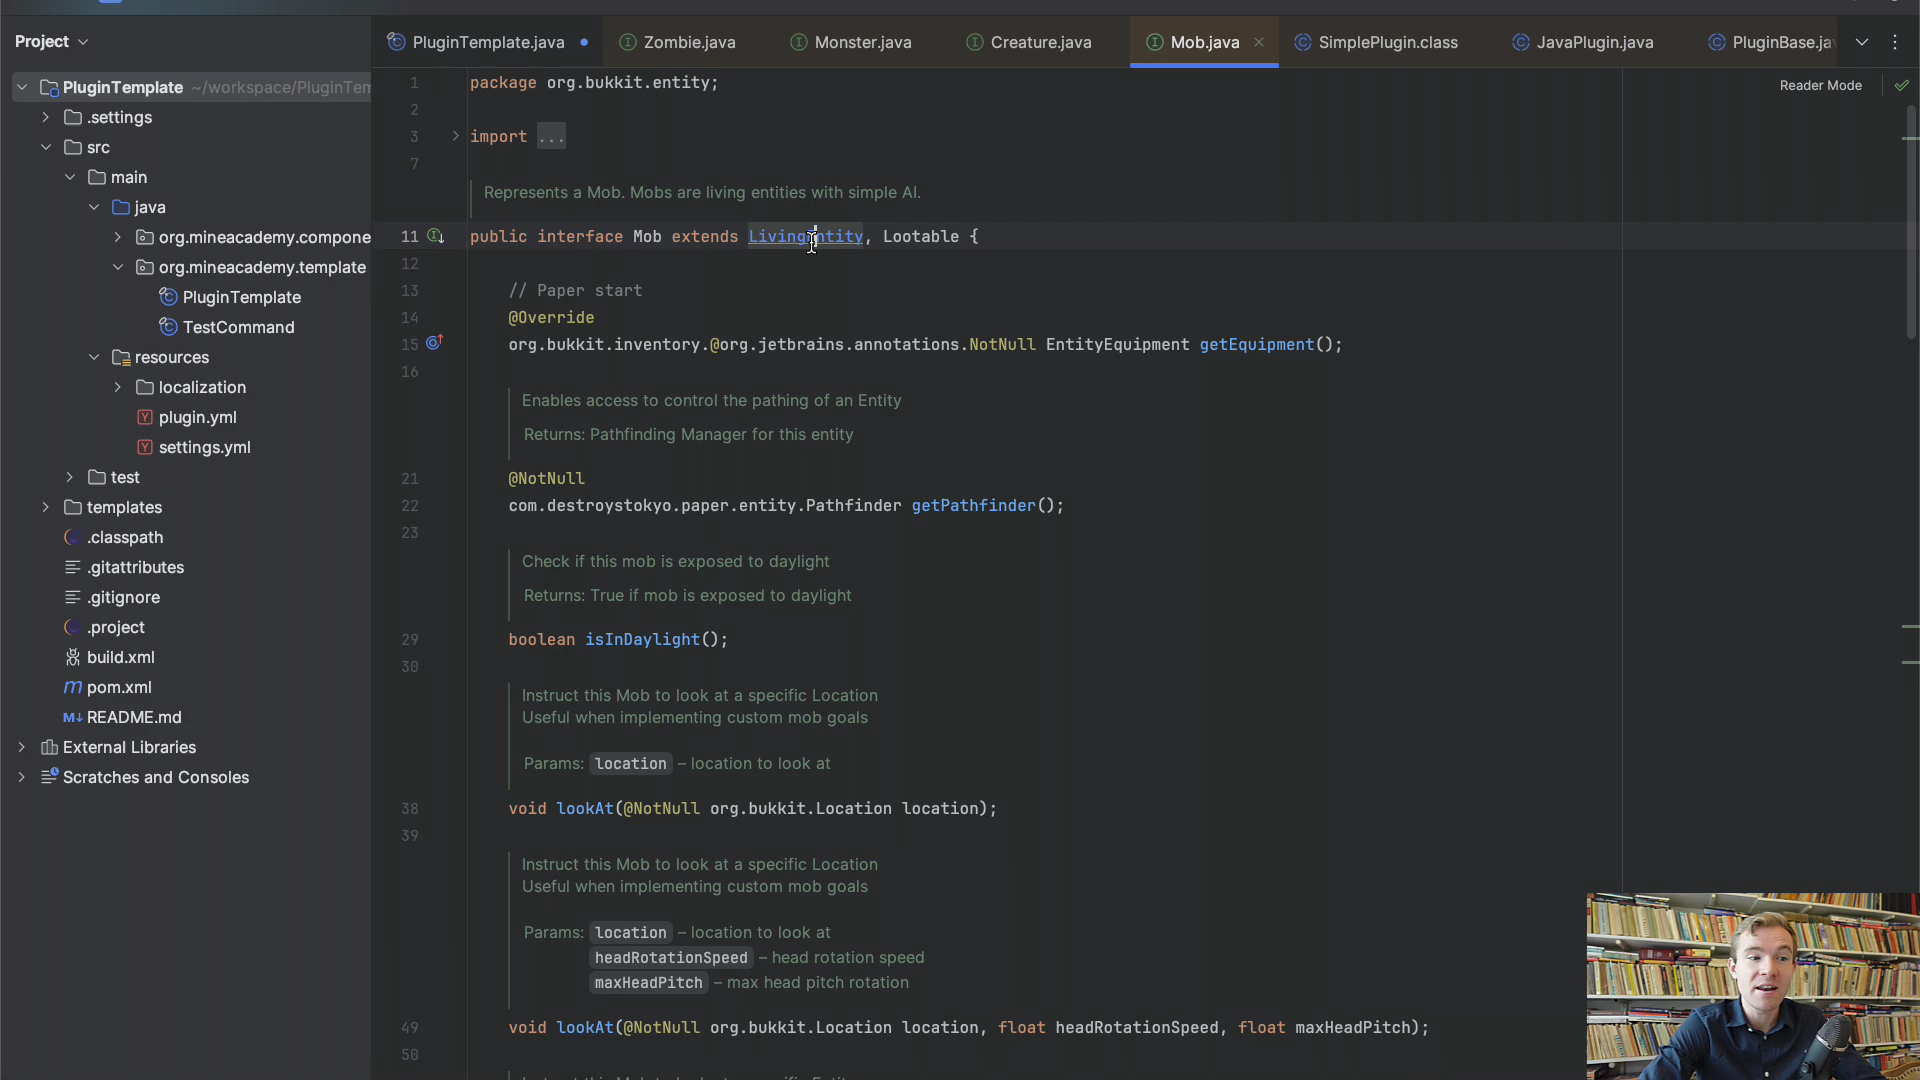 Project
PluginTemplate.java
Zombie.java
Monster.java
Creature.java
Mob.java
SimplePlugin.class
JavaPlugin.java
PluginBase.ja
PluginTemplate ~/workspace/PluginTem
.settings
src
main
java
org.mineacademy.compone
org.mineacademy.template
PluginTemplate
TestCommand
resources
localization
plugin.yml
settings.yml
test
templates
.classpath
.gitattributes
.gitignore
.project
build.xml
pom.xml
README.md
External Libraries
Scratches and Consoles
Reader Mode
1 package org.bukkit.entity;
2
3 import ...
7
Represents a Mob. Mobs are living entities with simple AI.
11 public interface Mob extends LivingEntity, Lootable {
12
13 // Paper start
14 @Override
15 org.bukkit.inventory.@org.jetbrains.annotations.NotNull EntityEquipment getEquipment();
16
Enables access to control the pathing of an Entity
Returns: Pathfinding Manager for this entity
21 @NotNull
22 com.destroystokyo.paper.entity.Pathfinder getPathfinder();
23
Check if this mob is exposed to daylight
Returns: True if mob is exposed to daylight
29 boolean isInDaylight();
30
Instruct this Mob to look at a specific Location
Useful when implementing custom mob goals
Params: location – location to look at
38 void lookAt(@NotNull org.bukkit.Location location);
39
Instruct this Mob to look at a specific Location
Useful when implementing custom mob goals
Params: location – location to look at
headRotationSpeed – head rotation speed
maxHeadPitch – max head pitch rotation
49 void lookAt(@NotNull org.bukkit.Location location, float headRotationSpeed, float maxHeadPitch);
50